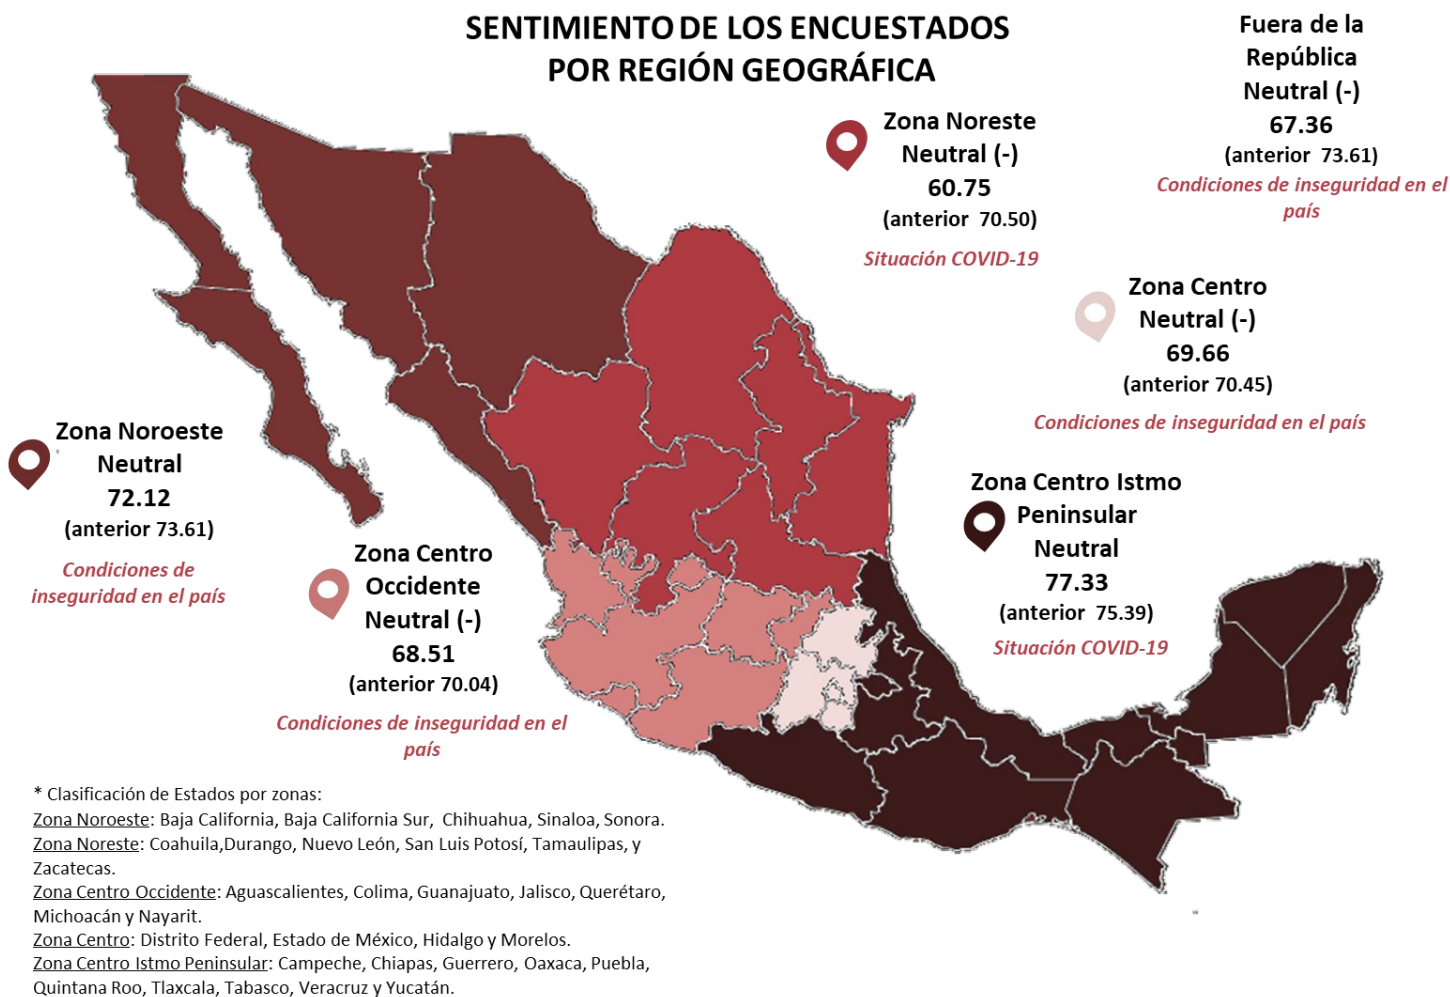 SENTIMIENTO DE LOS ENCUESTADOS
POR REGIÓN GEOGRÁFICA
Fuera de la
República
Neutral (-)
67.36
(anterior 73.61)
Condiciones de inseguridad en el
país
Zona Noreste
Neutral (-)
60.75
(anterior 70.50)
Situación COVID-19
Zona Centro
Neutral (-)
69.66
(anterior 70.45)
Condiciones de inseguridad en el país
Zona Noroeste
Neutral
72.12
(anterior 73.61)
Condiciones de
inseguridad en el país
Zona Centro Istmo
Peninsular
Neutral
77.33
(anterior 75.39)
Situación COVID-19
Zona Centro
Occidente
Neutral (-)
68.51
(anterior 70.04)
Condiciones de inseguridad en el
país
* Clasificación de Estados por zonas:
Zona Noroeste: Baja California, Baja California Sur, Chihuahua, Sinaloa, Sonora.
Zona Noreste: Coahuila,Durango, Nuevo León, San Luis Potosí, Tamaulipas, y
Zacatecas.
Zona Centro Occidente: Aguascalientes, Colima, Guanajuato, Jalisco, Querétaro,
Michoacán y Nayarit.
Zona Centro: Distrito Federal, Estado de México, Hidalgo y Morelos.
Zona Centro Istmo Peninsular: Campeche, Chiapas, Guerrero, Oaxaca, Puebla,
Quintana Roo, Tlaxcala, Tabasco, Veracruz y Yucatán.